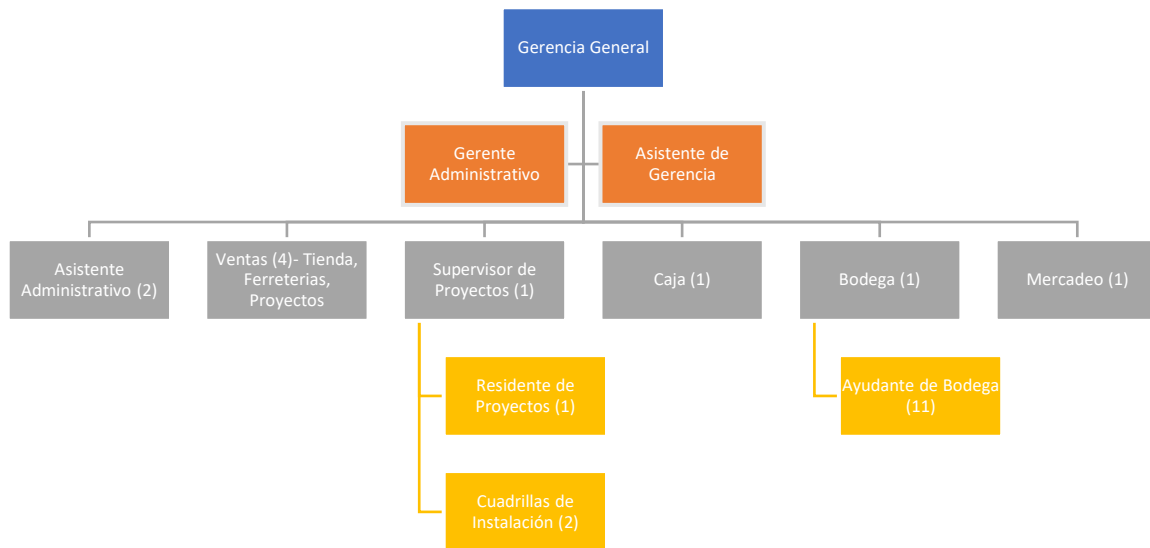 Gerencia General
Gerente
Administrativo
Asistente de
Gerencia
Asistente
Administrativo (2)
Ventas (4)- Tienda,
Ferreterias,
Proyectos
Supervisor de
Proyectos (1)
Caja (1)
Bodega (1)
Mercadeo (1)
Residente de
Proyectos (1)
Ayudante de Bodega
(11)
Cuadrillas de
Instalación (2)